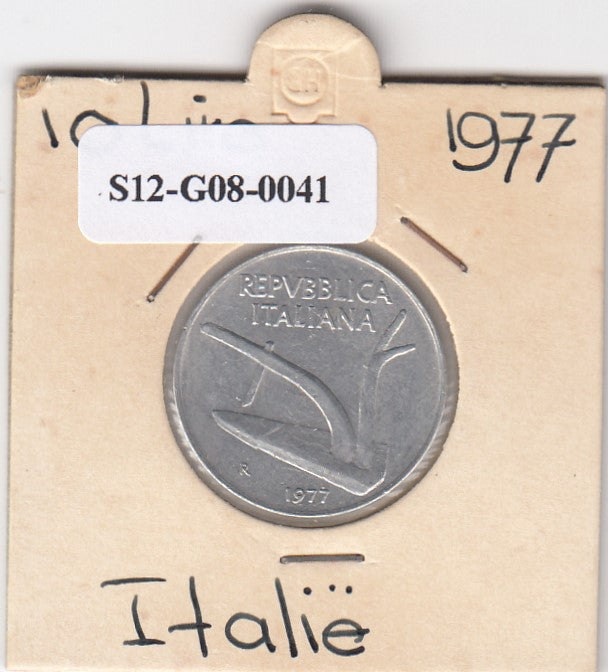 1977
S12-G08-0041
REPVBBLICA
ITALIANA
R
1977
Italië